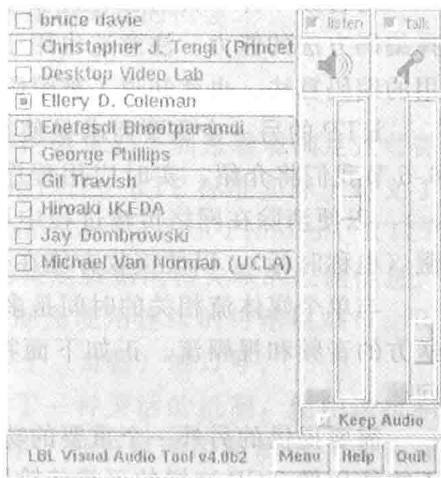 bruce davie
Christopher J. Tengi (Princet
Desktop Video Lab
Ellery D. Coleman
Enefesdi Bhootparamdi
George Phillips
Gil Travish
Hiroaki IKEDA
Jay Dombrowski
Michael Van Norman (UCLA)
listen talk
Keep Audio
LBL Visual Audio Tool v4.0b2 Menu Help Quit